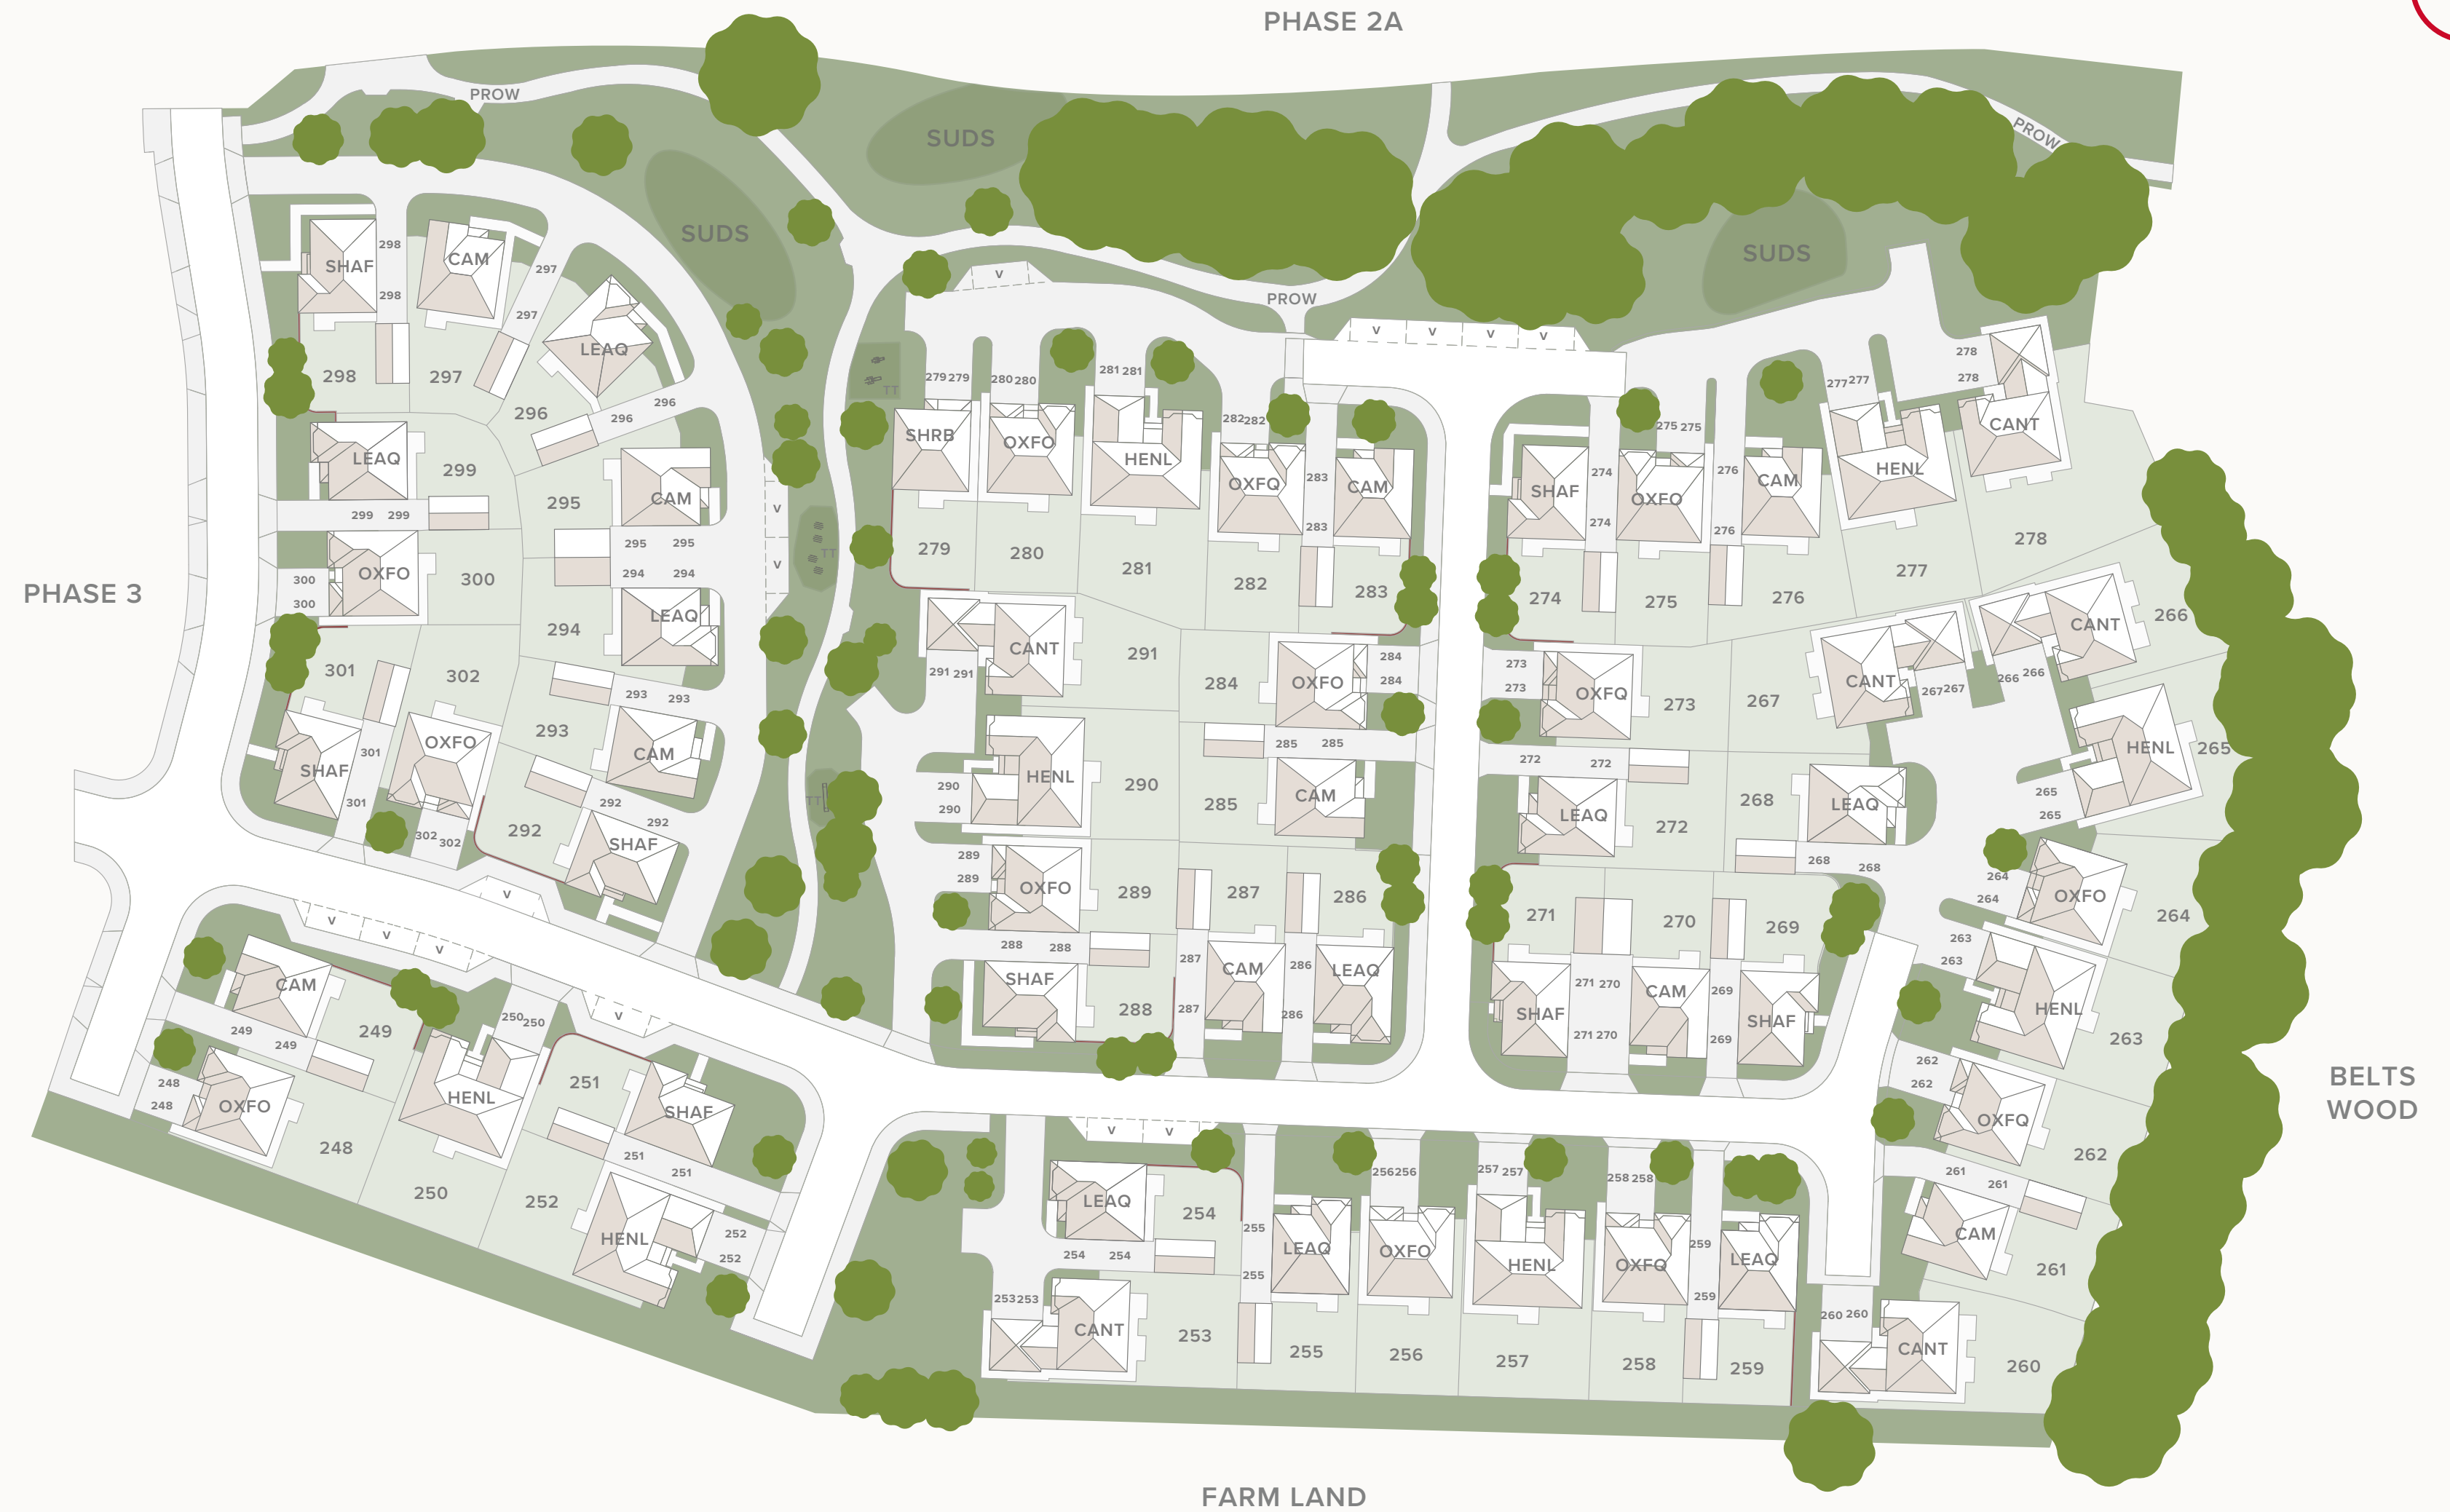 PHASE 2A
PROW
SUDS
PROW
SUDS
SUDS
PROW
PHASE 3
BELTS
WOOD
FARM LAND
298
SHAF
298
CAM
297
297
LEAQ
298
297
296
296
296
LEAQ
299
299 299
OXFO
300
300
300
295
CAM
295 295
294 294
294
LEAQ
301
302
293 293
293
CAM
SHAF
301
301
OXFO
302 302
292
292
292
SHAF
V
V
V
TT
TT
TT
V
V
V
V
V
CAM
249
249
249
248
248
OXFO
248
250 250
HENL
250
251
SHAF
251
251
252
HENL
252
252
V
279 279
280 280
281 281
282 282
SHRB
OXFO
HENL
OXFQ
283
283
CAM
279
280
281
282
283
291 291
CANT
291
284
OXFO
284
284
290
290
HENL
290
285 285
285
CAM
289
289
OXFO
289
287
286
288 288
SHAF
288
287
287
CAM
286
286
LEAQ
V
V
V
V
SHAF
274
274
OXFO
275 275
276
276
CAM
277 277
HENL
278
278
CANT
274
275
276
277
278
273
273
OXFQ
273
267
CANT
267 267
266 266
CANT
266
272
272
LEAQ
272
268
LEAQ
268
268
HENL
265
265
265
271
270
269
SHAF
271 270
271 270
CAM
269
269
SHAF
264
264
OXFO
264
263
263
HENL
263
262
262
OXFQ
262
261
261
CAM
261
260 260
CANT
260
V
V
LEAQ
254
254 254
253 253
CANT
253
255
255
LEAQ
255
256 256
OXFO
256
257 257
HENL
257
258 258
OXFQ
258
259
259
LEAQ
259